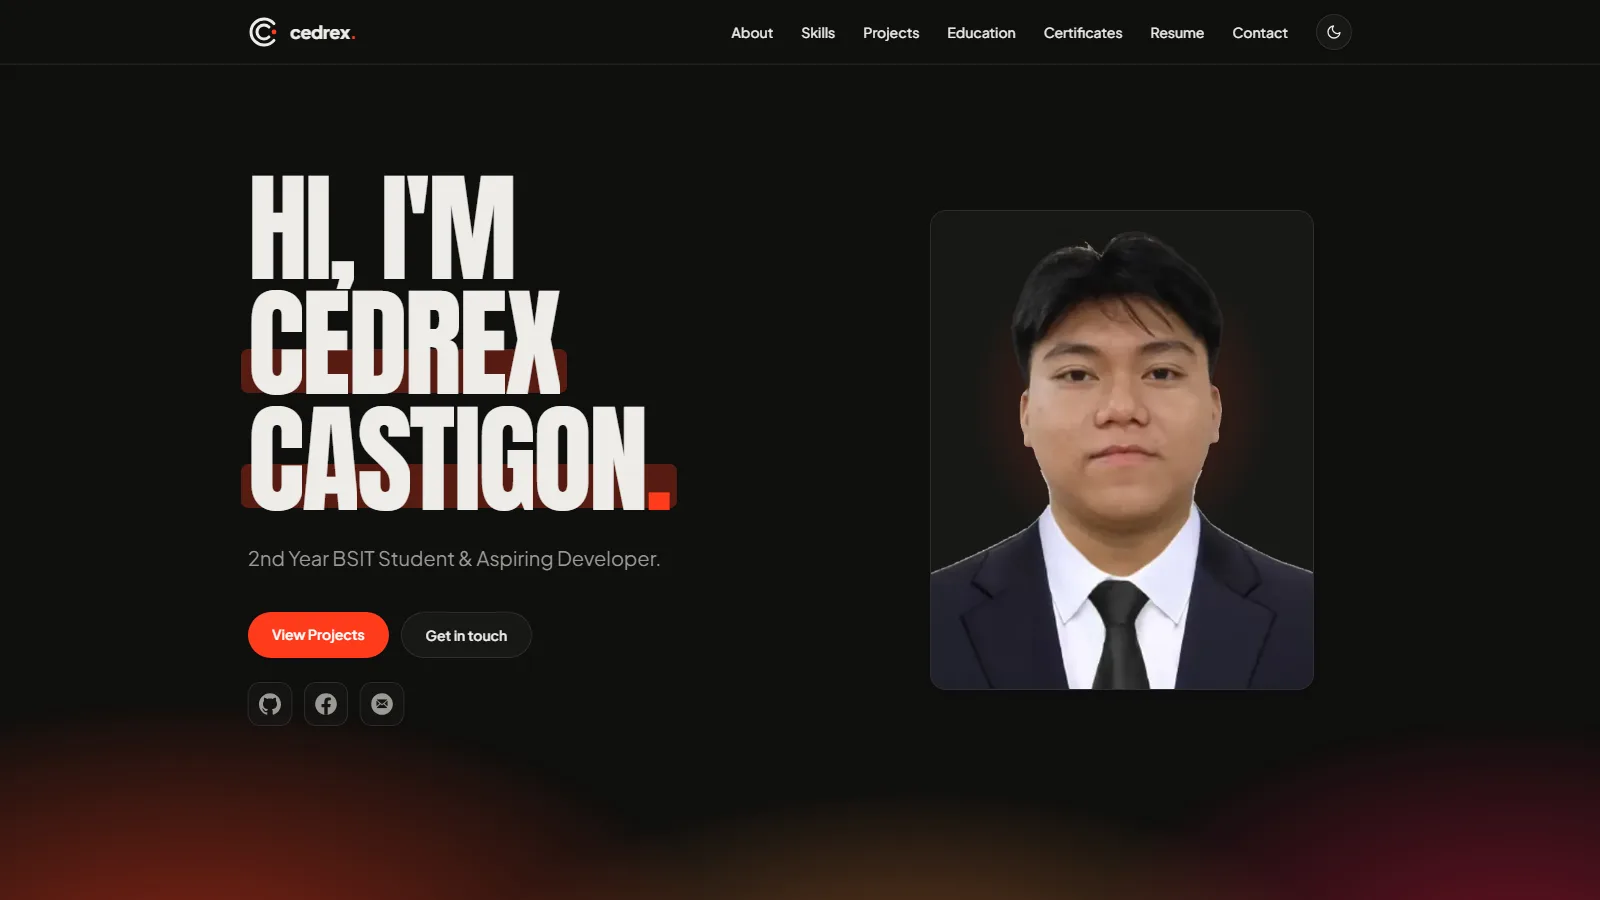 cedrex.
About Skills Projects Education Certificates Resume Contact
HI, I'M
CEDREX
CASTIGON.
2nd Year BSIT Student & Aspiring Developer.
View Projects Get in touch